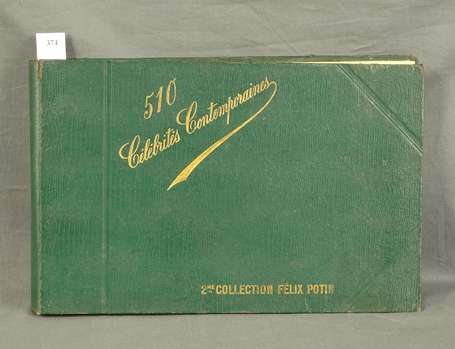 374
510
Célébrités Contemporaines
2ME COLLECTION FÉLIX POTIN